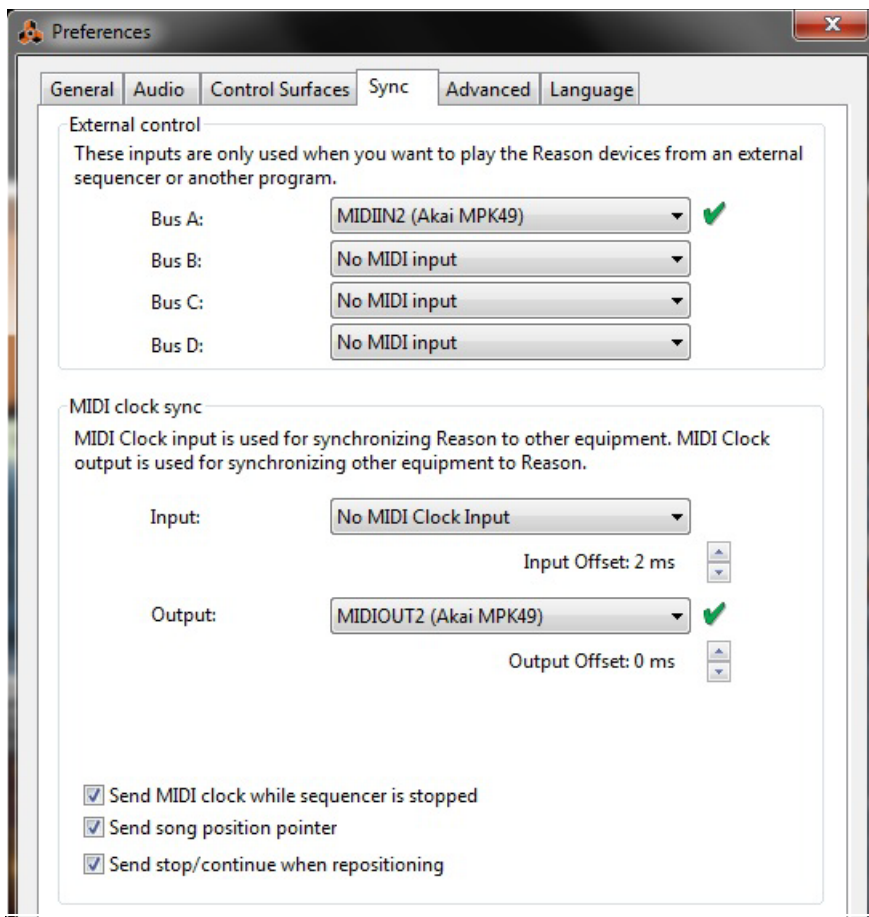 Preferences
General Audio Control Surfaces Sync Advanced Language
External control
These inputs are only used when you want to play the Reason devices from an external
sequencer or another program.
Bus A: MIDIIN2 (Akai MPK49)
Bus B: No MIDI input
Bus C: No MIDI input
Bus D: No MIDI input
MIDI clock sync
MIDI Clock input is used for synchronizing Reason to other equipment. MIDI Clock
output is used for synchronizing other equipment to Reason.
Input: No MIDI Clock Input
Input Offset: 2 ms
Output: MIDIOUT2 (Akai MPK49)
Output Offset: 0 ms
Send MIDI clock while sequencer is stopped
Send song position pointer
Send stop/continue when repositioning